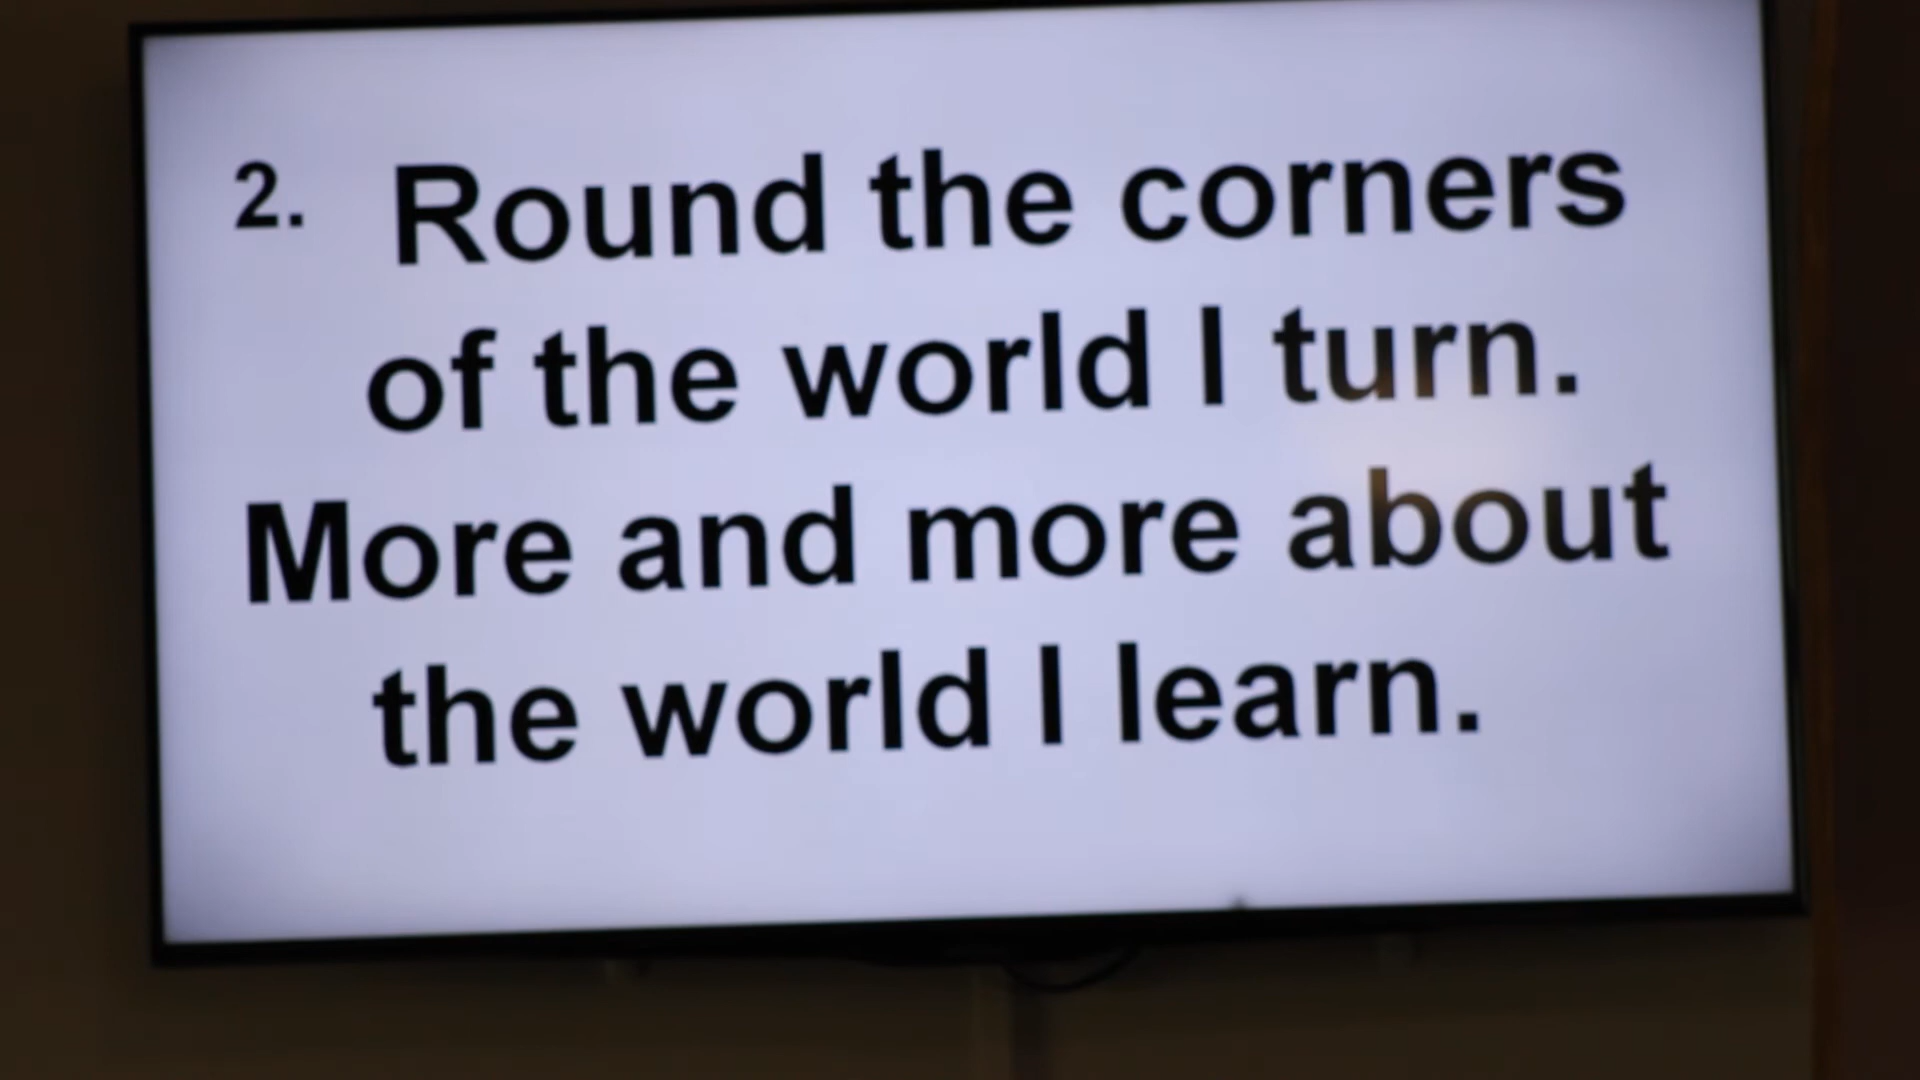 2. Round the corners
of the world I turn.
More and more about
the world I learn.